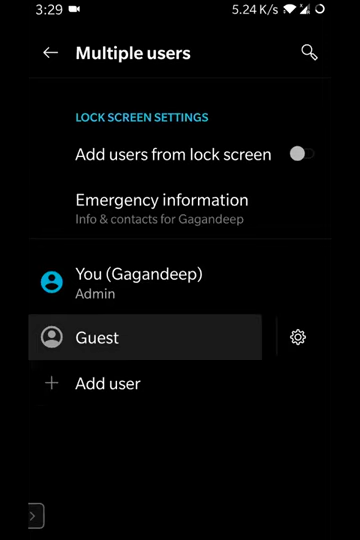 3:29 5.24 K/s
Multiple users
LOCK SCREEN SETTINGS
Add users from lock screen
Emergency information
Info & contacts for Gagandeep
You (Gagandeep)
Admin
Guest
Add user